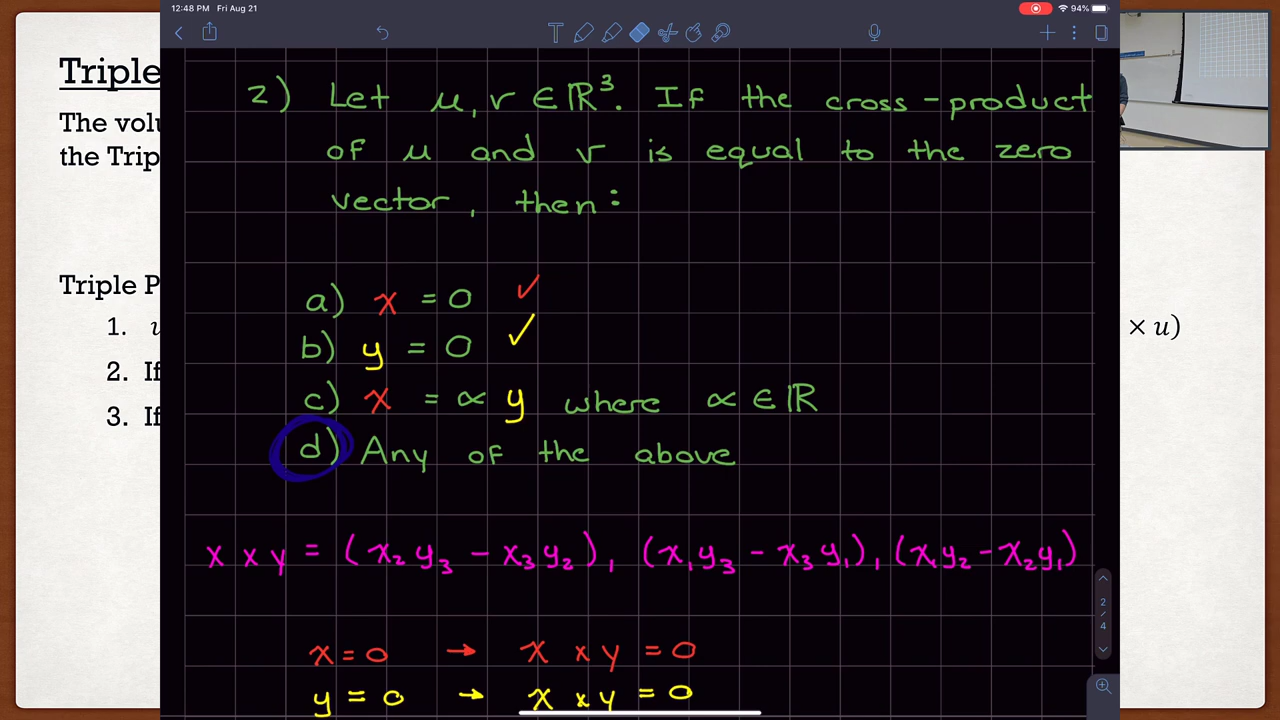 12:48 PM Fri Aug 21
94%
Triple
The volu
the Trip
Triple P
1. u
× u)
2. If
3. If
2) Let u, v ∈ ℝ³. If the cross-product
of u and v is equal to the zero
vector, then:
a) x = 0 ✓
b) y = 0 ✓
c) x = ∝ y where ∝ ∈ ℝ
d) Any of the above
x × y = (x₂y₃ − x₃y₂), (x₁y₃ − x₃y₁), (x₁y₂ − x₂y₁)
x = 0 → x × y = 0
y = 0 → x × y = 0
2
/
4